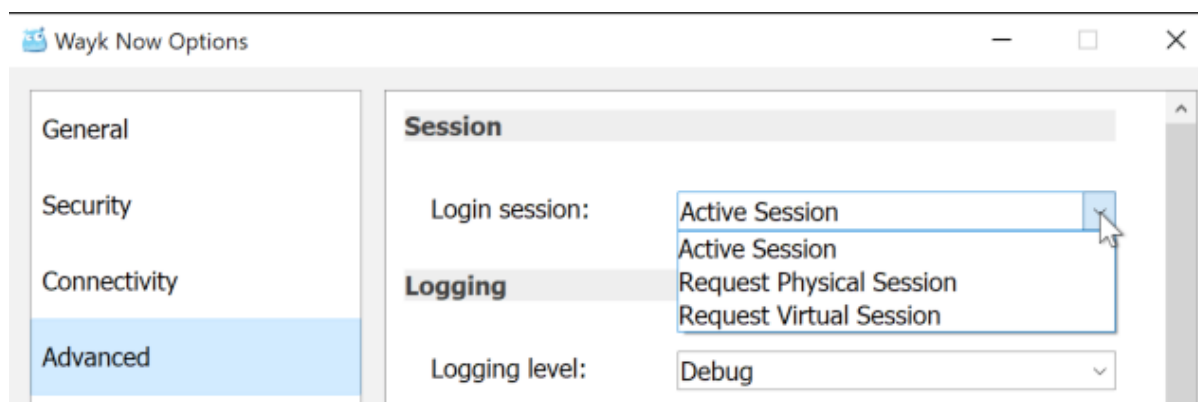 Wayk Now Options
General
Security
Connectivity
Advanced
Session
Login session: Active Session
Active Session
Request Physical Session
Request Virtual Session
Logging
Logging level: Debug